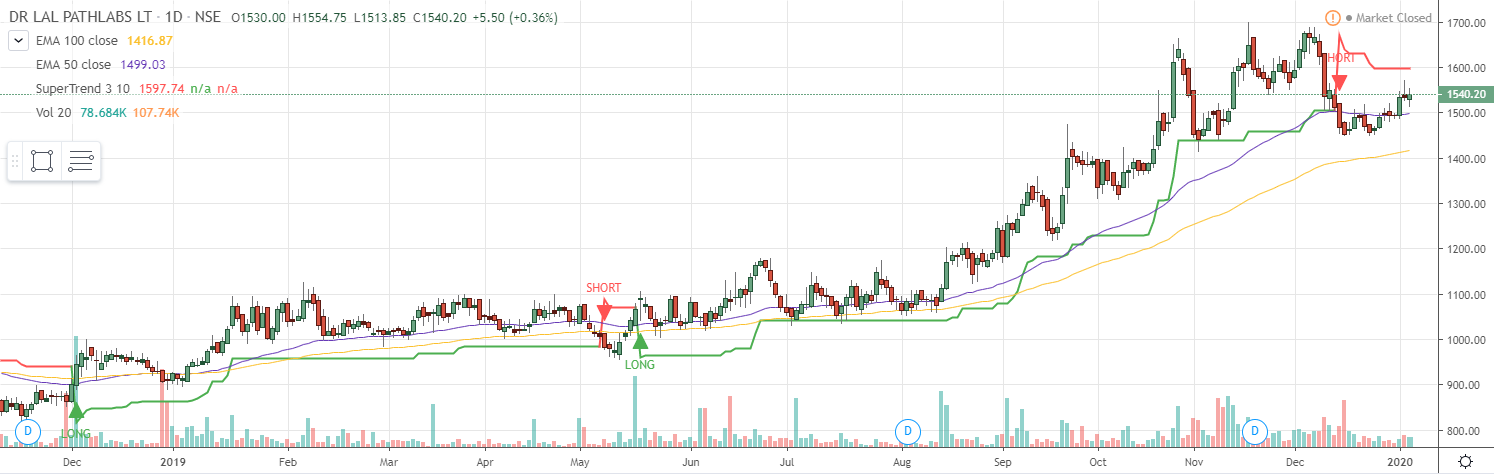 DR LAL PATHLABS LT · 1D · NSE O1530.00 H1554.75 L1513.85 C1540.20 +5.50 (+0.36%)
Market Closed
EMA 100 close 1416.87
EMA 50 close 1499.03
SuperTrend 3 10 1597.74 n/a n/a
Vol 20 78.684K 107.74K
1700.00
1600.00
1540.20
1500.00
1400.00
1300.00
1200.00
1100.00
1000.00
900.00
800.00
SHORT
SHORT
LONG
LONG
D
D
D
Dec 2019 Feb Mar Apr May Jun Jul Aug Sep Oct Nov Dec 2020